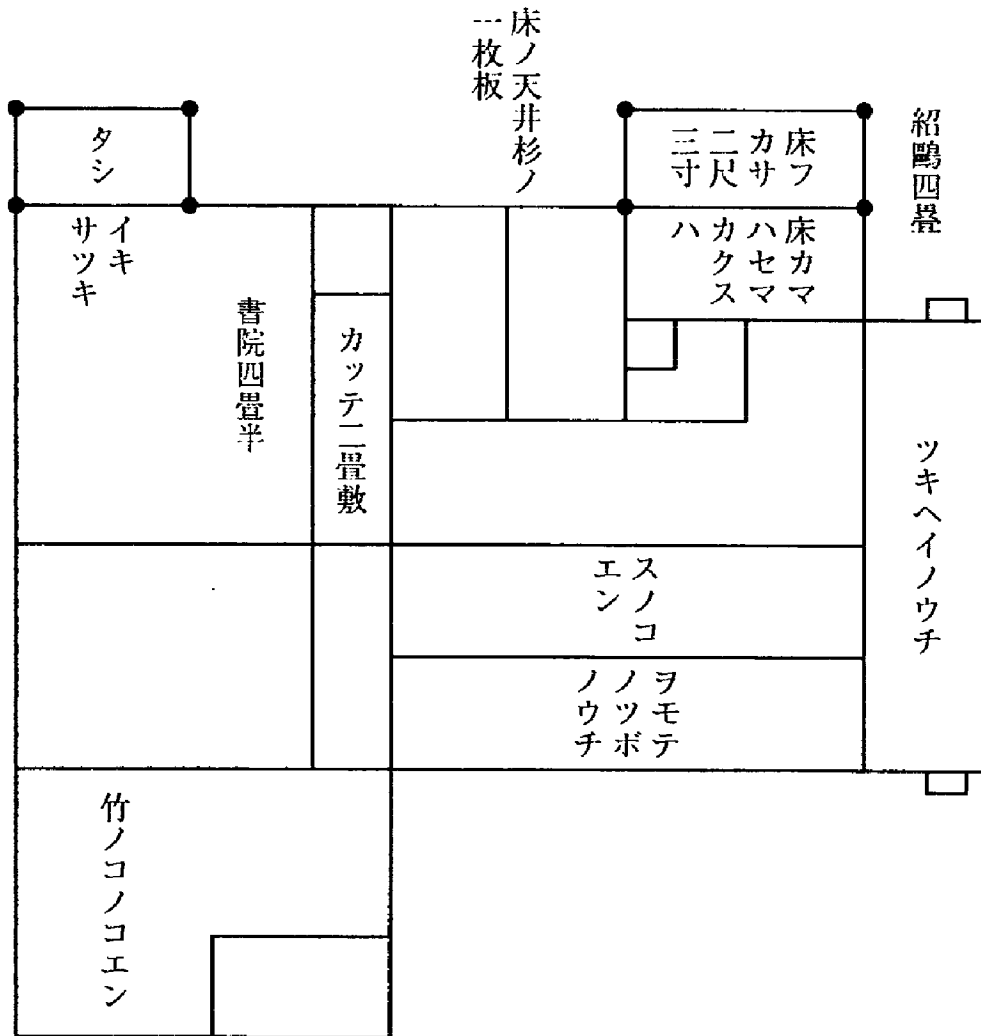 紹鷗四畳
床フ
カサ
二尺
三寸
床カマ
ハセマ
カクス
ハ
ツキヘイノウチ
床ノ天井杉ノ
一枚板
スノコ
エン
ヲモテ
ノツボ
ノウチ
カッテ二畳敷
書院四畳半
タシ
イキ
サツキ
竹ノコノコエン